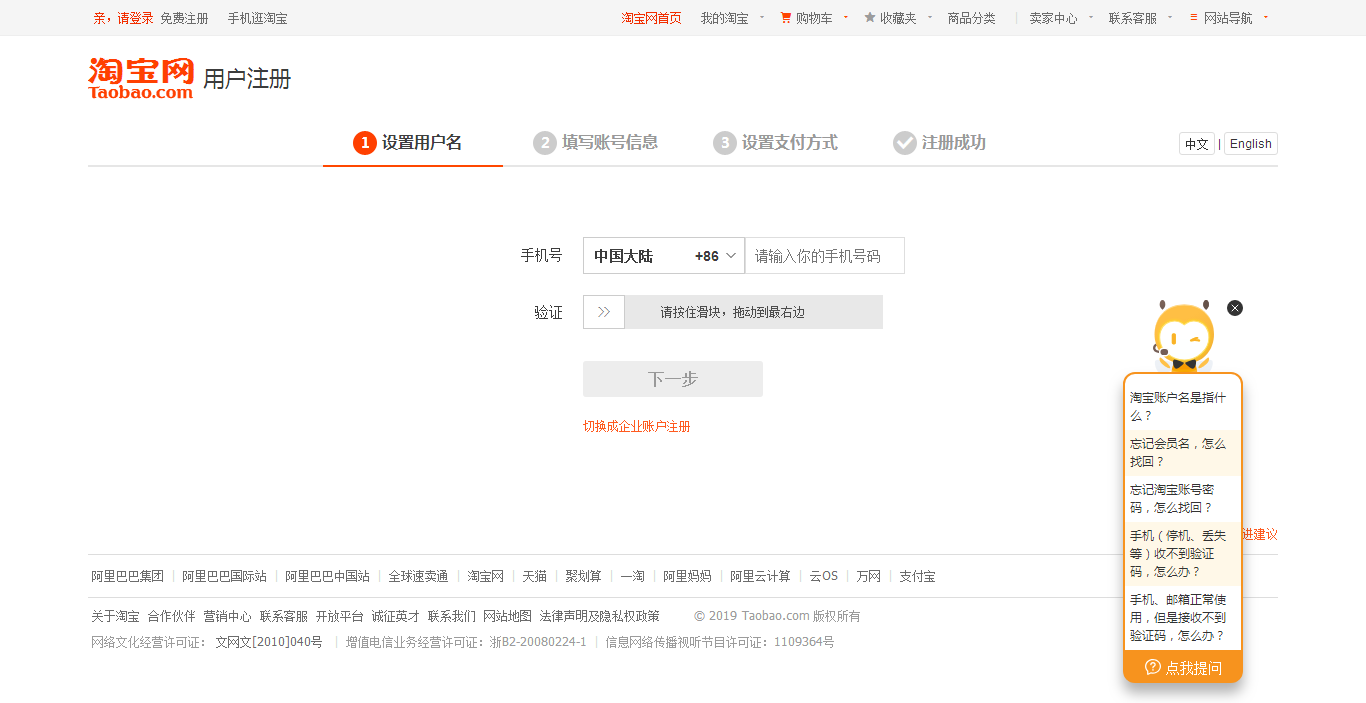 亲，请登录 免费注册 手机逛淘宝 淘宝网首页 我的淘宝 购物车 收藏夹 商品分类 卖家中心 联系客服 网站导航
淘宝网
Taobao.com
用户注册
1 设置用户名 2 填写账号信息 3 设置支付方式 注册成功
中文 | English
手机号 中国大陆 +86 请输入你的手机号码
验证 请按住滑块，拖动到最右边
下一步
切换成企业账户注册
淘宝账户名是指什
么？
忘记会员名，怎么
找回？
忘记淘宝账号密
码，怎么找回？
手机（停机、丢失
等）收不到验证
码，怎么办？
手机、邮箱正常使
用，但是接收不到
验证码，怎么办？
点我提问
进建议
阿里巴巴集团 | 阿里巴巴国际站 | 阿里巴巴中国站 | 全球速卖通 | 淘宝网 | 天猫 | 聚划算 | 一淘 | 阿里妈妈 | 阿里云计算 | 云OS | 万网 | 支付宝
关于淘宝 合作伙伴 营销中心 联系客服 开放平台 诚征英才 联系我们 网站地图 法律声明及隐私权政策 © 2019 Taobao.com 版权所有
网络文化经营许可证： 文网文[2010]040号 | 增值电信业务经营许可证：浙B2-20080224-1 | 信息网络传播视听节目许可证：1109364号